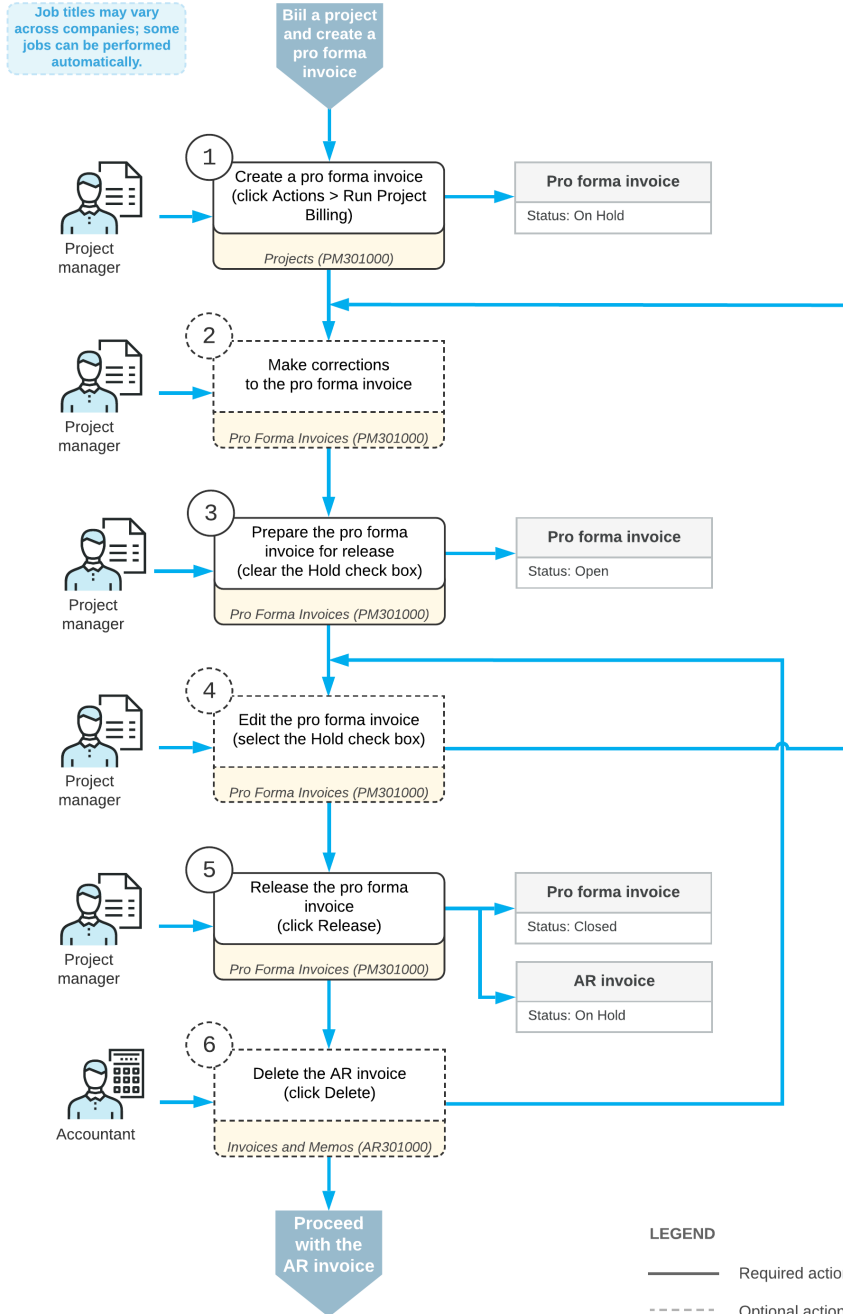 Job titles may vary
across companies; some
jobs can be performed
automatically.
Biil a project
and create a
pro forma
invoice
1
Create a pro forma invoice
(click Actions > Run Project
Billing)
Projects (PM301000)
Project
manager
Pro forma invoice
Status: On Hold
2
Make corrections
to the pro forma invoice
Pro Forma Invoices (PM301000)
Project
manager
3
Prepare the pro forma
invoice for release
(clear the Hold check box)
Pro Forma Invoices (PM301000)
Project
manager
Pro forma invoice
Status: Open
4
Edit the pro forma invoice
(select the Hold check box)
Pro Forma Invoices (PM301000)
Project
manager
5
Release the pro forma
invoice
(click Release)
Pro Forma Invoices (PM301000)
Project
manager
Pro forma invoice
Status: Closed
AR invoice
Status: On Hold
6
Delete the AR invoice
(click Delete)
Invoices and Memos (AR301000)
Accountant
Proceed
with the
AR invoice
LEGEND
Required action
Optional action